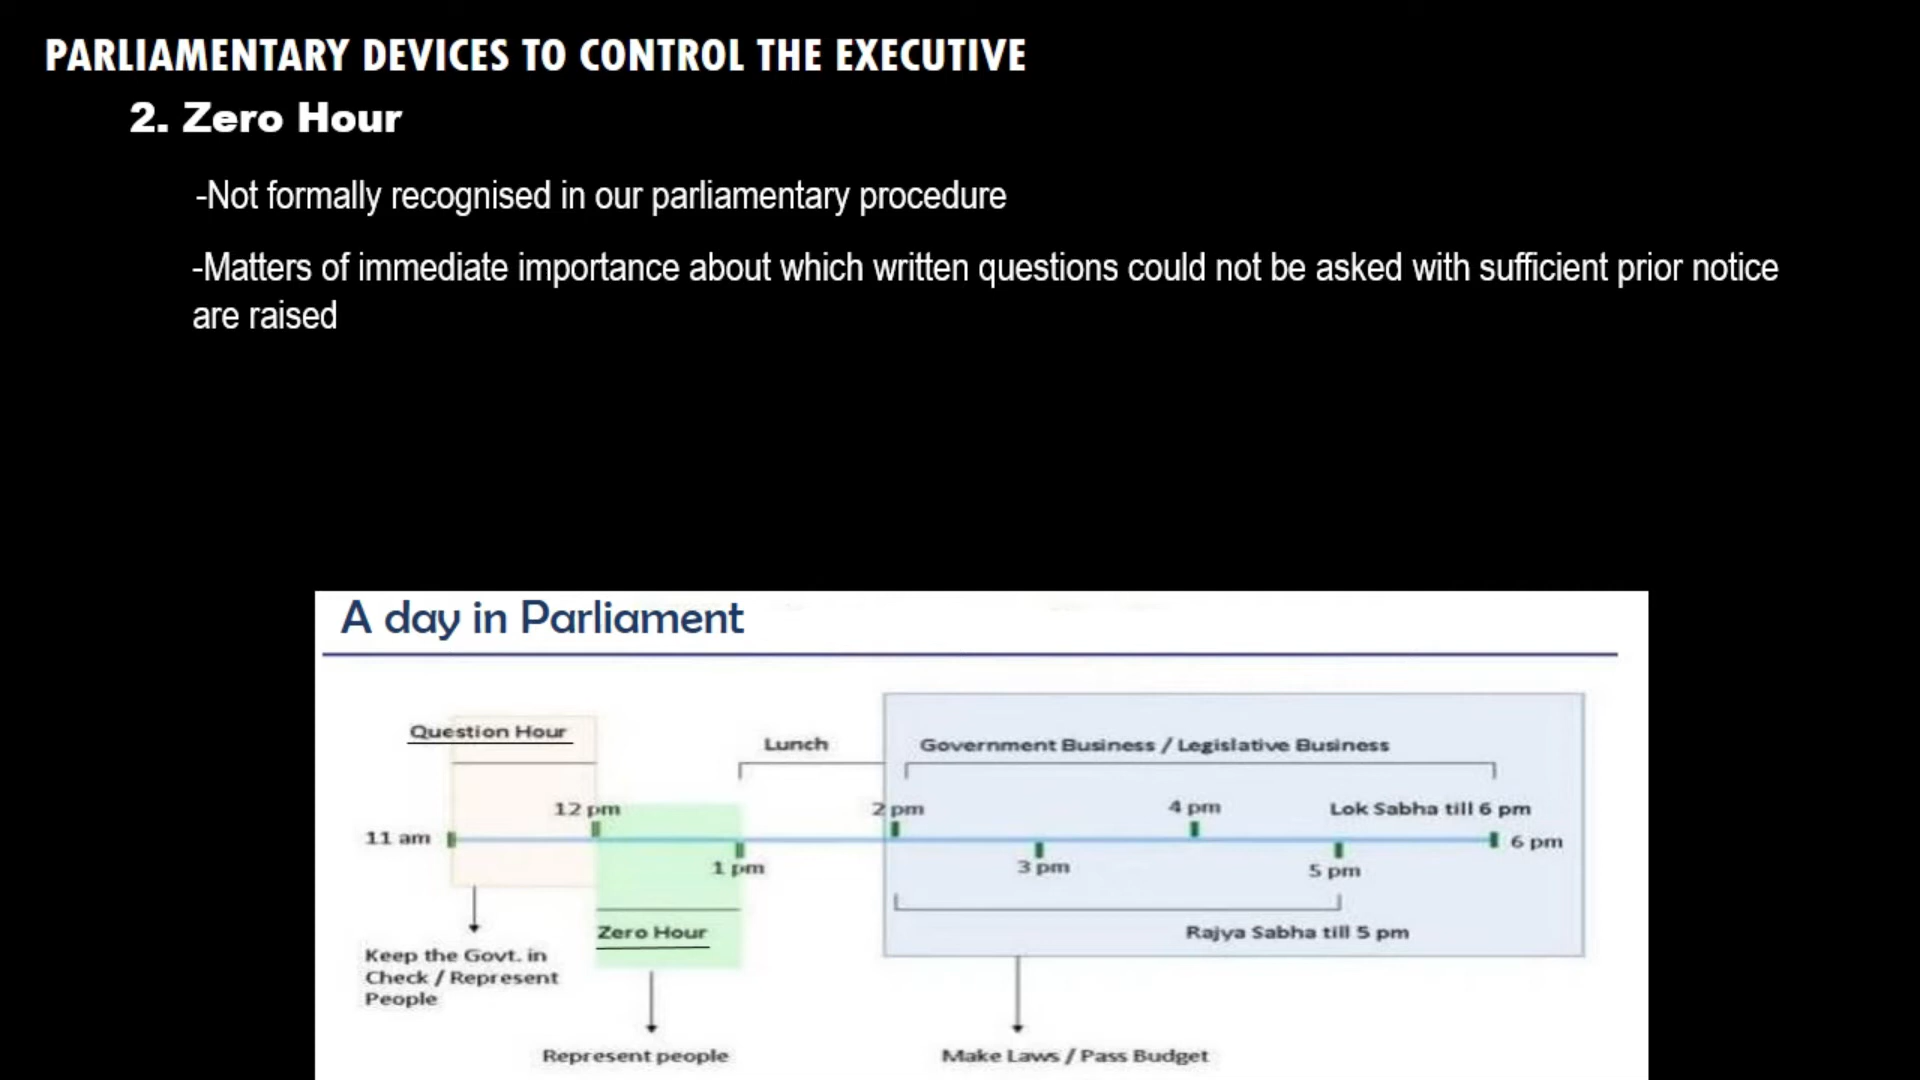 PARLIAMENTARY DEVICES TO CONTROL THE EXECUTIVE
2. Zero Hour
-Not formally recognised in our parliamentary procedure
-Matters of immediate importance about which written questions could not be asked with sufficient prior notice
are raised
A day in Parliament
Question Hour
Lunch
Government Business / Legislative Business
12 pm
2 pm
4 pm
Lok Sabha till 6 pm
11 am
6 pm
1 pm
3 pm
5 pm
Zero Hour
Rajya Sabha till 5 pm
Keep the Govt. in
Check / Represent
People
Represent people
Make Laws / Pass Budget